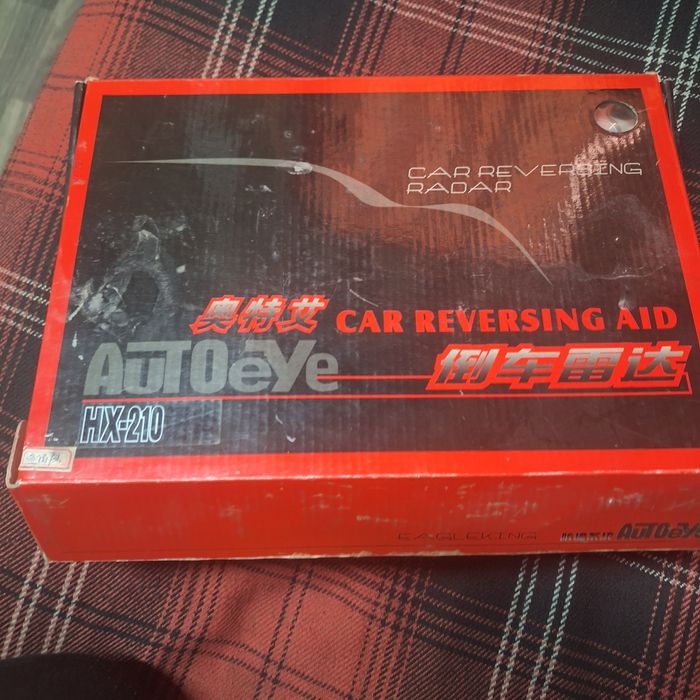 CAR REVERSING
RADAR
奥特艾 CAR REVERSING AID
AUTOeye 倒车雷达
HX-210
EAGLEKING AUTOeye